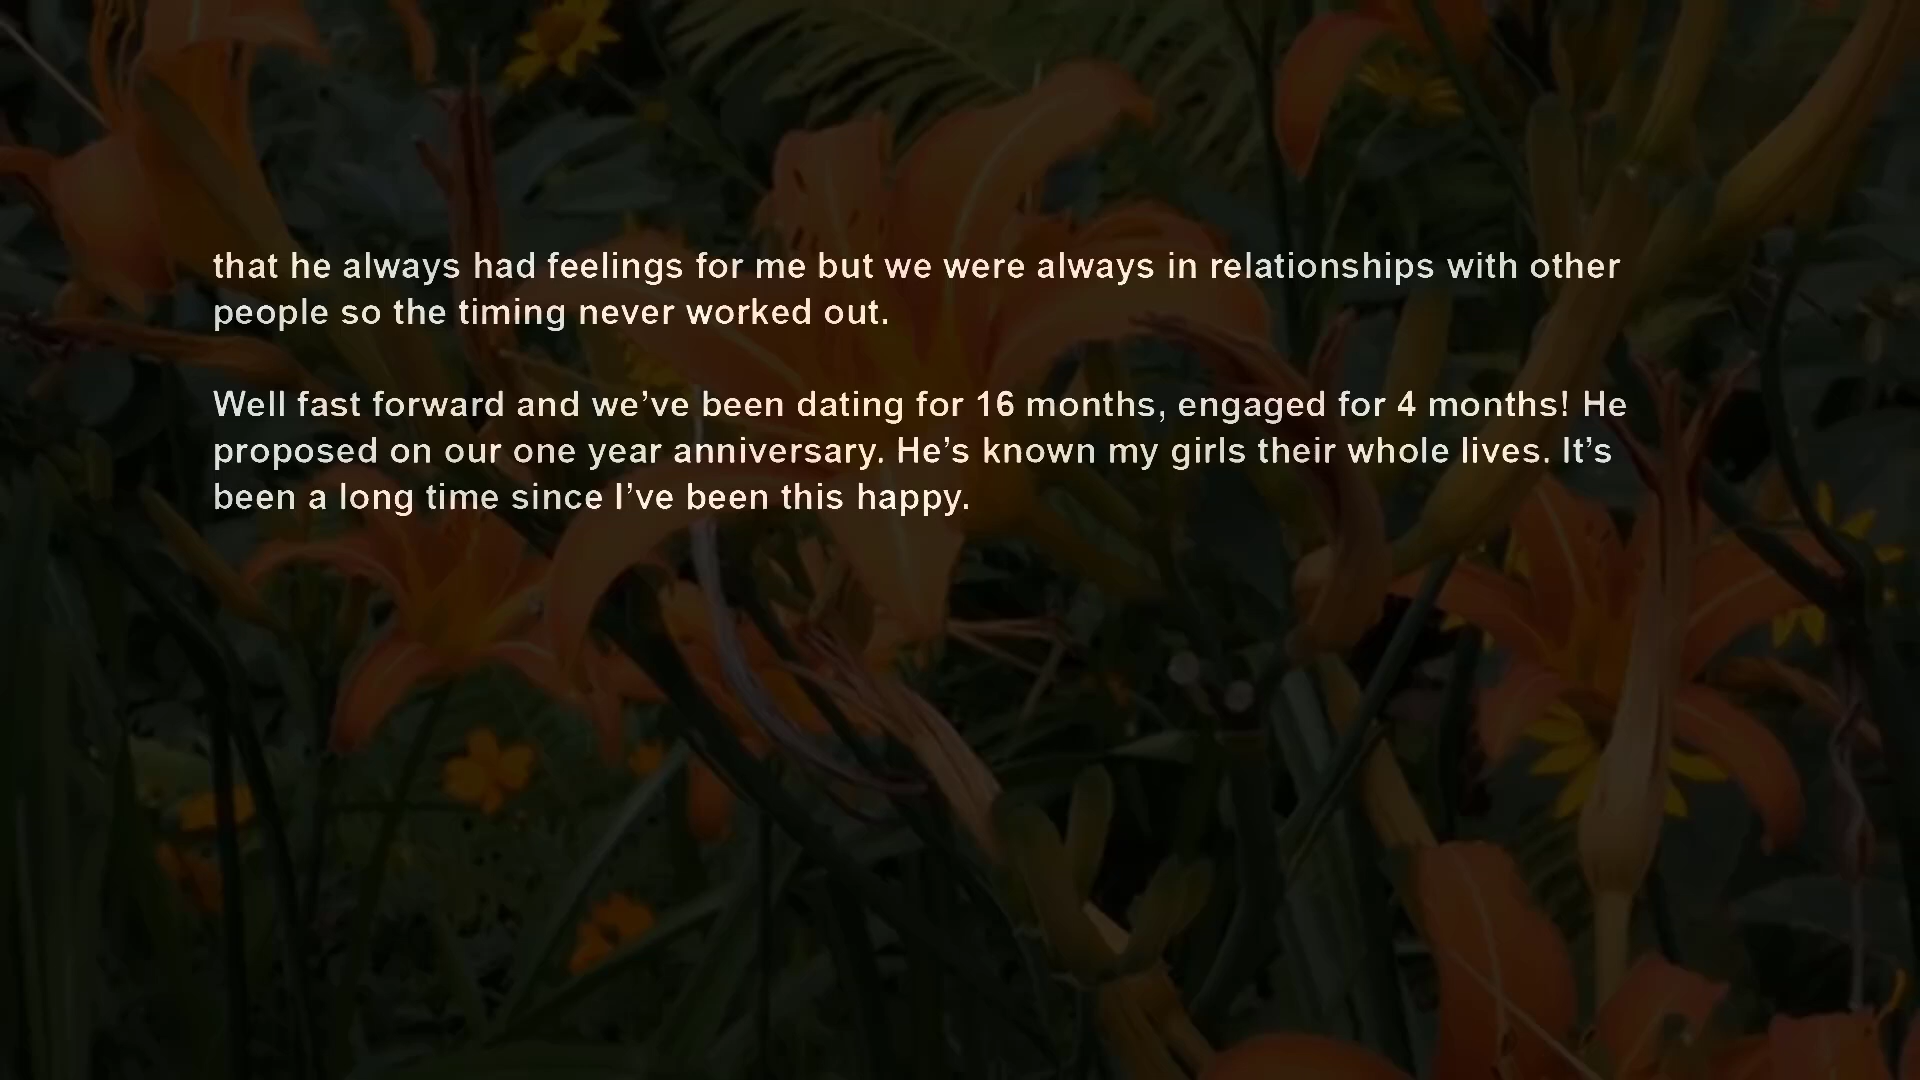 that he always had feelings for me but we were always in relationships with other
people so the timing never worked out.
Well fast forward and we’ve been dating for 16 months, engaged for 4 months! He
proposed on our one year anniversary. He’s known my girls their whole lives. It’s
been a long time since I’ve been this happy.